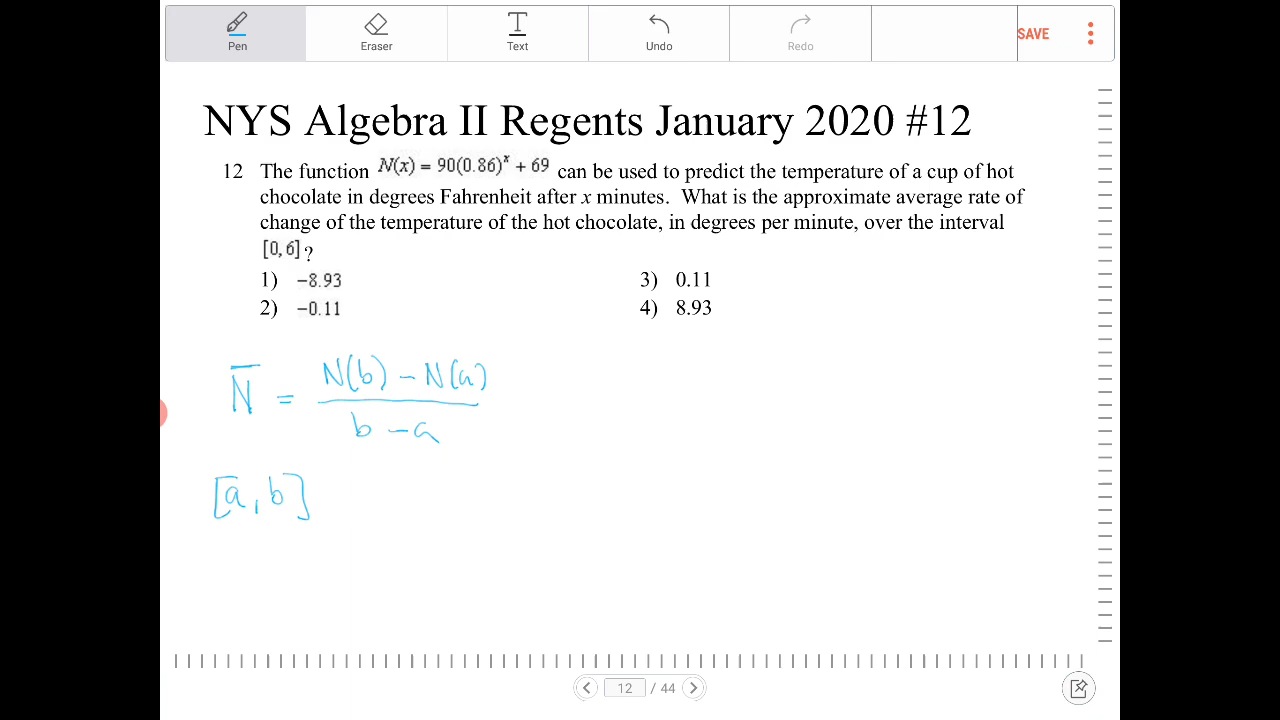 Pen Eraser Text Undo Redo SAVE
NYS Algebra II Regents January 2020 #12
12 The function N(x) = 90(0.86)^x + 69 can be used to predict the temperature of a cup of hot
chocolate in degrees Fahrenheit after x minutes. What is the approximate average rate of
change of the temperature of the hot chocolate, in degrees per minute, over the interval
[0, 6] ?
1) −8.93 3) 0.11
2) −0.11 4) 8.93
N̅ = (N(b) − N(a)) / (b − a)
[a, b]
12 / 44